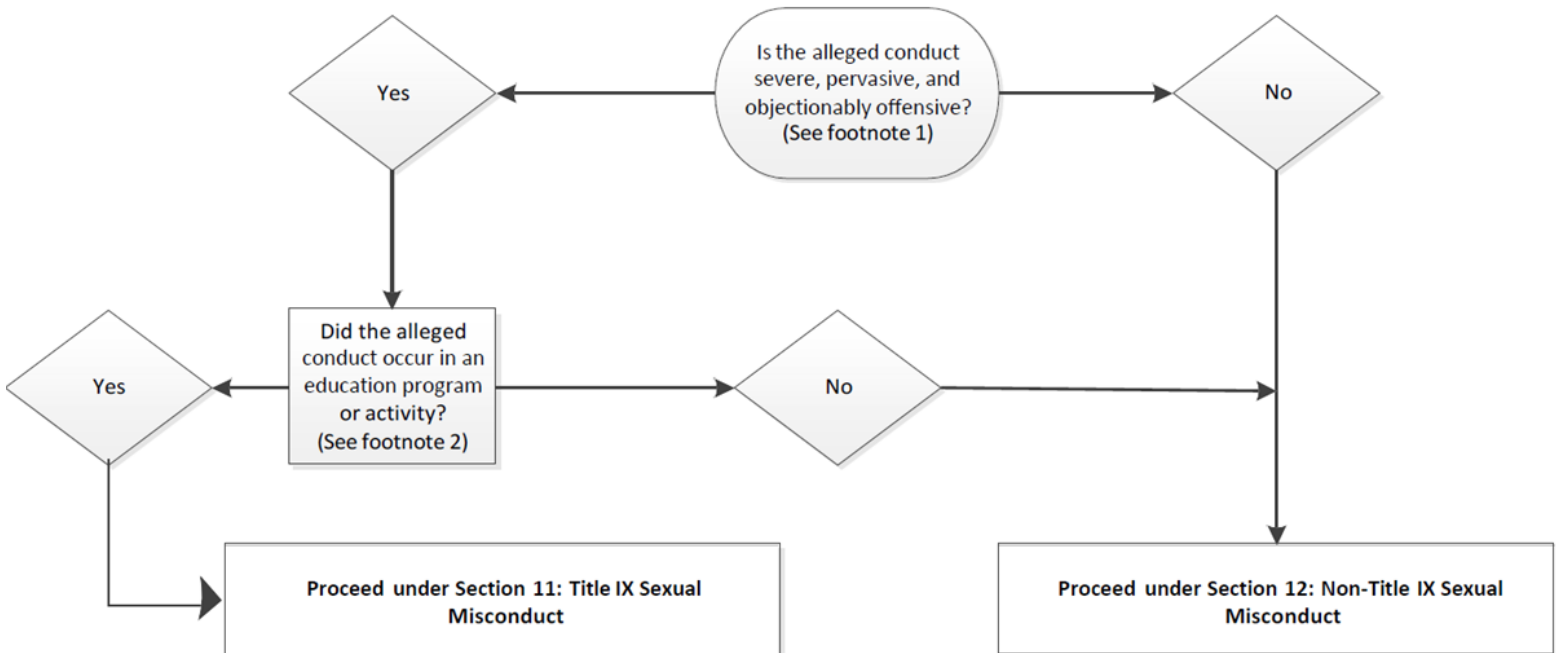 Is the alleged conduct
severe, pervasive, and
objectionably offensive?
(See footnote 1)
Yes
No
Did the alleged
conduct occur in an
education program
or activity?
(See footnote 2)
Yes
No
Proceed under Section 11: Title IX Sexual
Misconduct
Proceed under Section 12: Non-Title IX Sexual
Misconduct